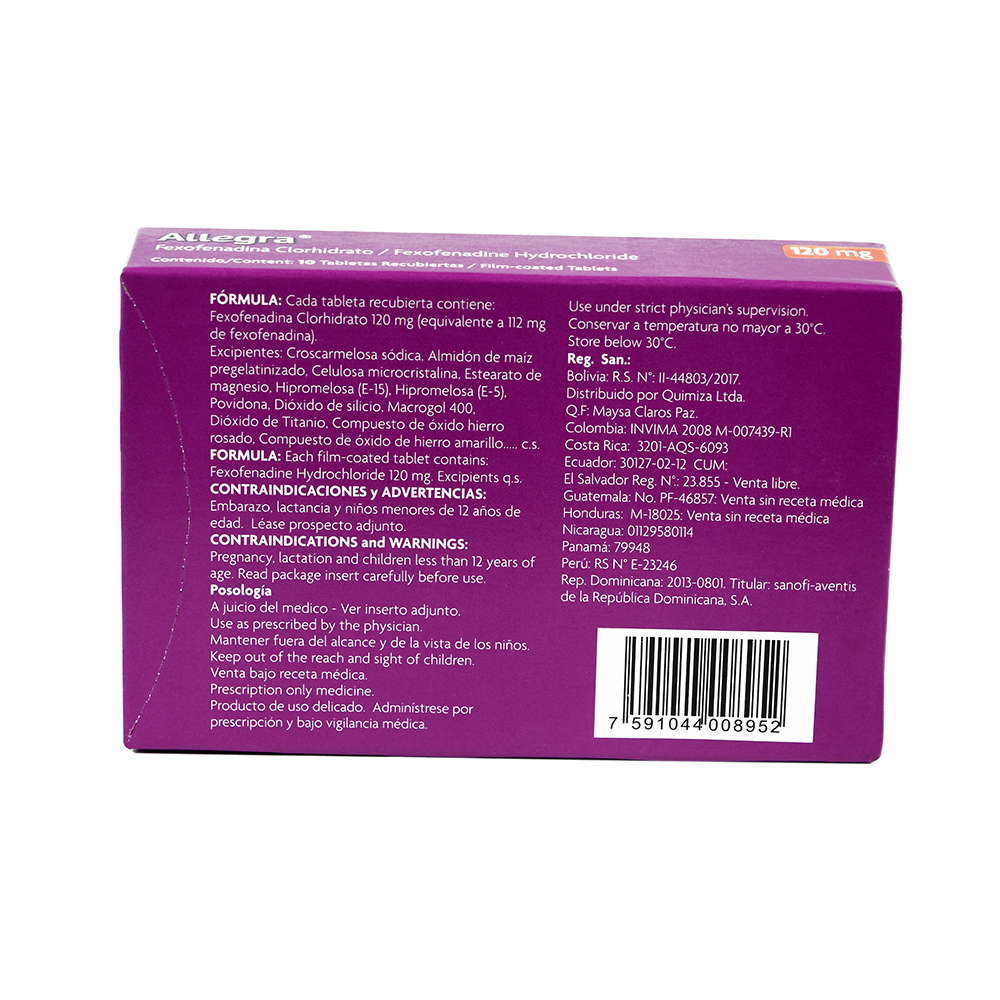 Allegra®
Fexofenadina Clorhidrato / Fexofenadine Hydrochloride
Contenido/Content: 10 Tabletas Recubiertas / Film-coated Tablets
120 mg
FÓRMULA: Cada tableta recubierta contiene:
Fexofenadina Clorhidrato 120 mg (equivalente a 112 mg
de fexofenadina).
Excipientes: Croscarmelosa sódica, Almidón de maíz
pregelatinizado, Celulosa microcristalina, Estearato de
magnesio, Hipromelosa (E-15), Hipromelosa (E-5),
Povidona, Dióxido de silicio, Macrogol 400,
Dióxido de Titanio, Compuesto de óxido hierro
rosado, Compuesto de óxido de hierro amarillo..... c.s.
FORMULA: Each film-coated tablet contains:
Fexofenadine Hydrochloride 120 mg. Excipients q.s.
CONTRAINDICACIONES y ADVERTENCIAS:
Embarazo, lactancia y niños menores de 12 años de
edad. Léase prospecto adjunto.
CONTRAINDICATIONS and WARNINGS:
Pregnancy, lactation and children less than 12 years of
age. Read package insert carefully before use.
Posología
A juicio del medico - Ver inserto adjunto.
Use as prescribed by the physician.
Mantener fuera del alcance y de la vista de los niños.
Keep out of the reach and sight of children.
Venta bajo receta médica.
Prescription only medicine.
Producto de uso delicado. Adminístrese por
prescripción y bajo vigilancia médica.
Use under strict physician's supervision.
Conservar a temperatura no mayor a 30°C.
Store below 30°C.
Reg. San.:
Bolivia: R.S. N°: II-44803/2017.
Distribuido por Quimiza Ltda.
Q.F: Maysa Claros Paz.
Colombia: INVIMA 2008 M-007439-R1
Costa Rica: 3201-AQS-6093
Ecuador: 30127-02-12 CUM:
El Salvador Reg. N°.: 23.855 - Venta libre.
Guatemala: No. PF-46857: Venta sin receta médica
Honduras: M-18025: Venta sin receta médica
Nicaragua: 01129580114
Panamá: 79948
Perú: RS N° E-23246
Rep. Dominicana: 2013-0801. Titular: sanofi-aventis
de la República Dominicana, S.A.
7 591044 008952